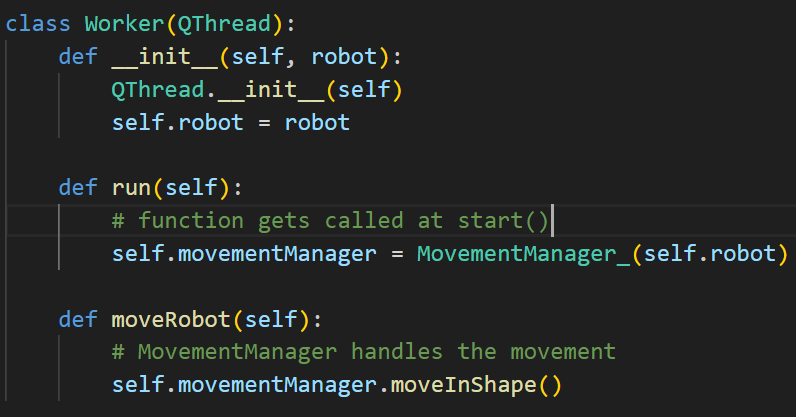 class Worker(QThread):
    def __init__(self, robot):
        QThread.__init__(self)
        self.robot = robot
    def run(self):
        # function gets called at start()
        self.movementManager = MovementManager_(self.robot)
    def moveRobot(self):
        # MovementManager handles the movement
        self.movementManager.moveInShape()